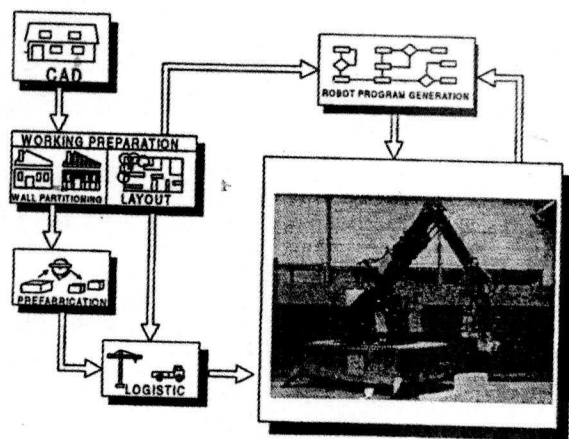 CAD
ROBOT PROGRAM GENERATION
WORKING PREPARATION
WALL PARTITIONING
LAYOUT
PREFABRICATION
LOGISTIC